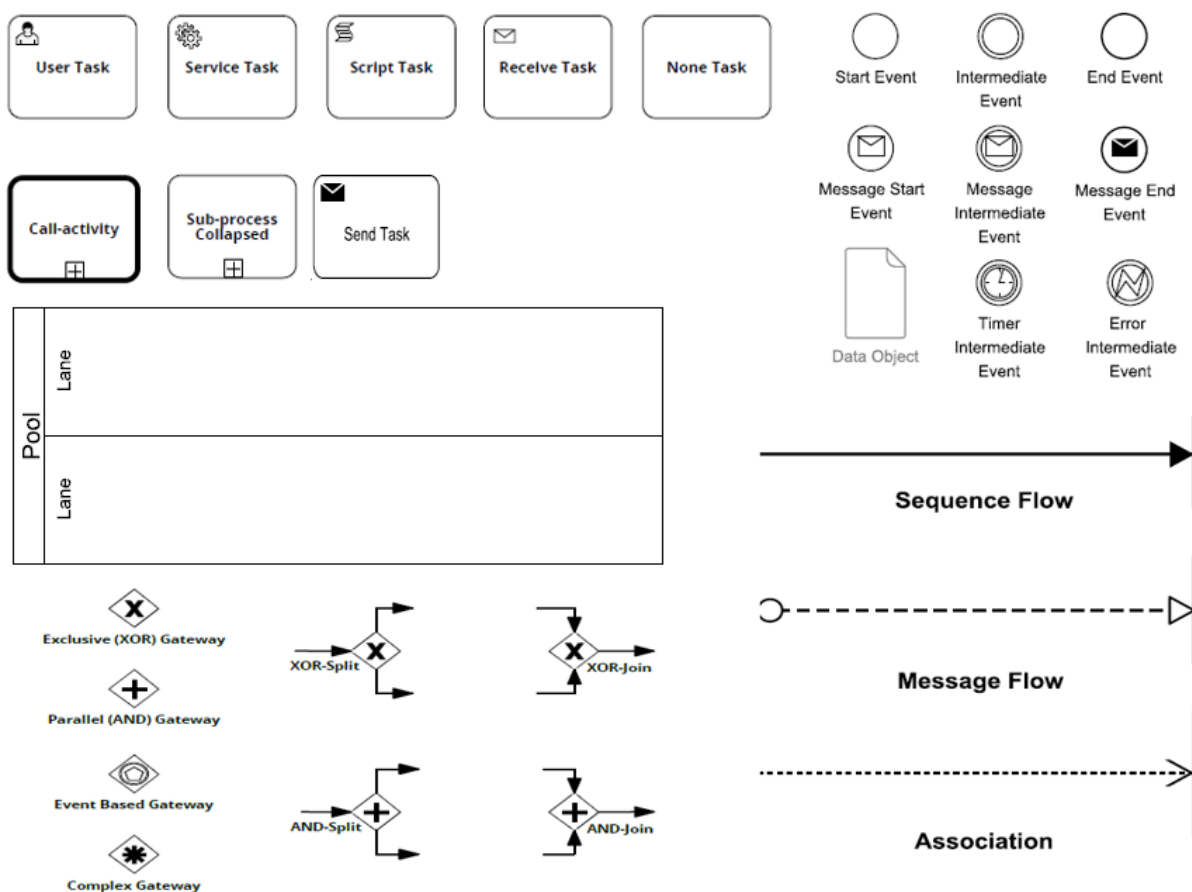 User Task
Service Task
Script Task
Receive Task
None Task
Start Event
Intermediate
Event
End Event
Message Start
Event
Message
Intermediate
Event
Message End
Event
Call-activity
Sub-process
Collapsed
Send Task
Data Object
Timer
Intermediate
Event
Error
Intermediate
Event
Pool
Lane
Lane
Sequence Flow
Exclusive (XOR) Gateway
XOR-Split
XOR-Join
Message Flow
Parallel (AND) Gateway
Event Based Gateway
AND-Split
AND-Join
Association
Complex Gateway